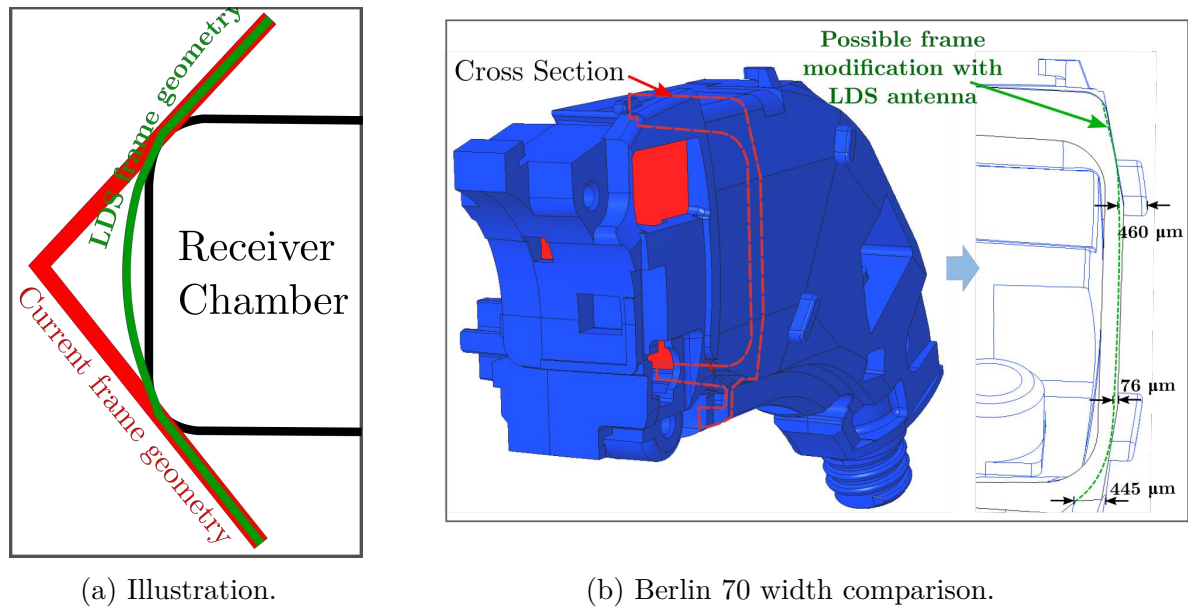 LDS frame geometry
Receiver
Chamber
Current frame geometry
(a) Illustration.
Cross Section
Possible frame
modification with
LDS antenna
460 µm
76 µm
445 µm
(b) Berlin 70 width comparison.